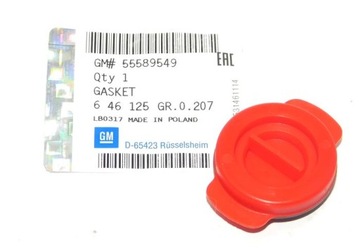 GM# 55589549
EAC
Qty 1
GASKET
6 46 125 GR.0.207
LB0317 MADE IN POLAND
GM
D-65423 Rüsselsheim